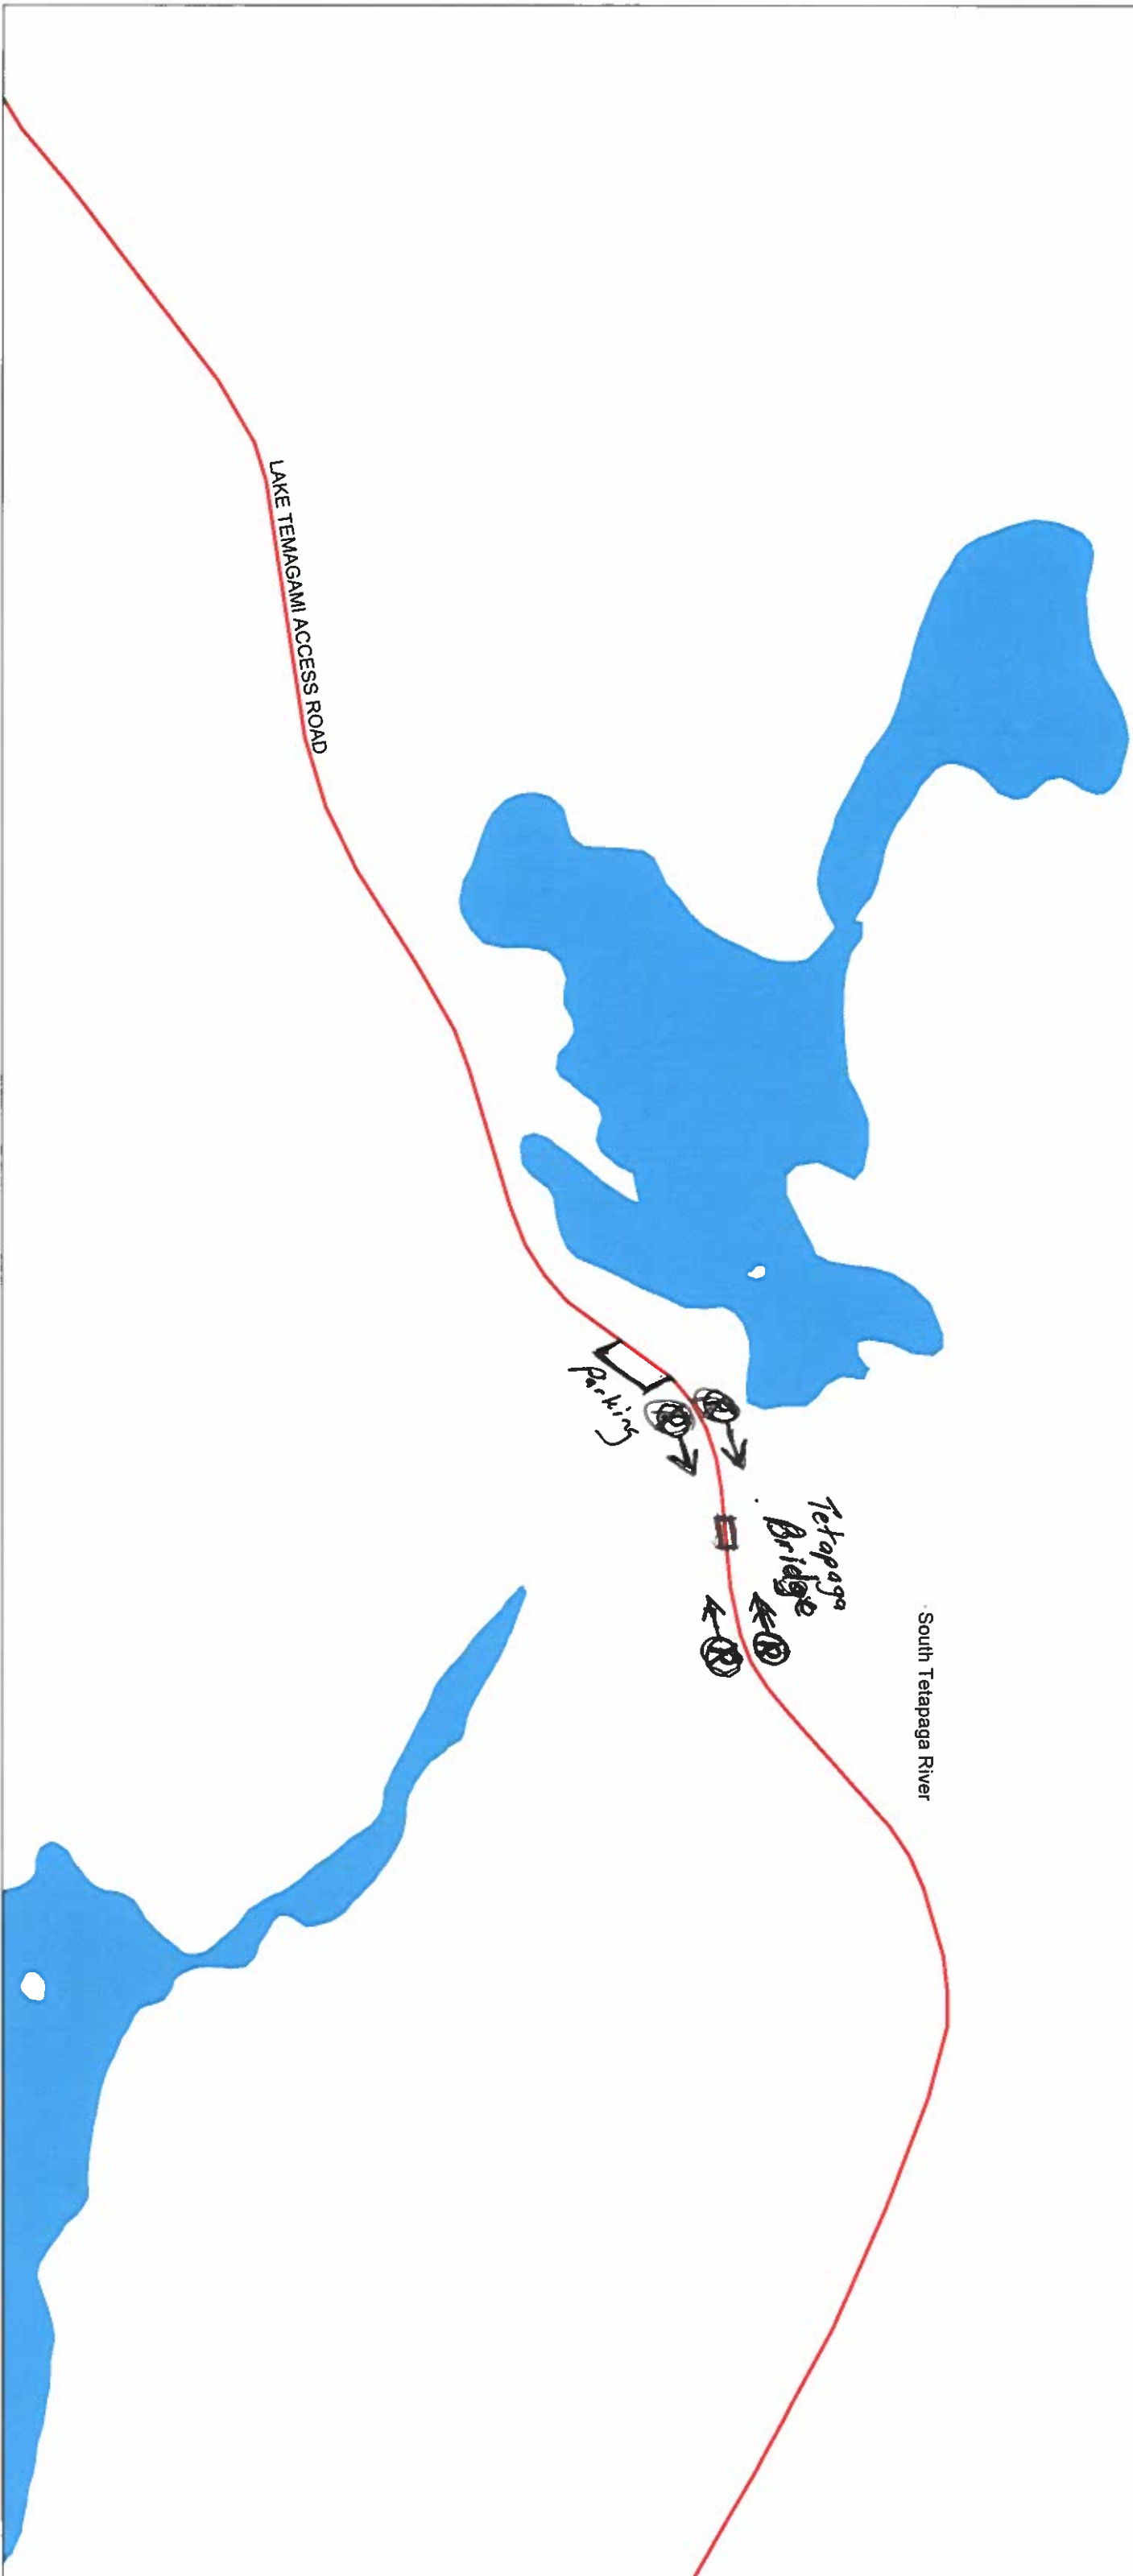 LAKE TEMAGAMI ACCESS ROAD
Parking
Ⓡ
Ⓡ
Tetapaga
Bridge
Ⓡ
Ⓡ
South Tetapaga River